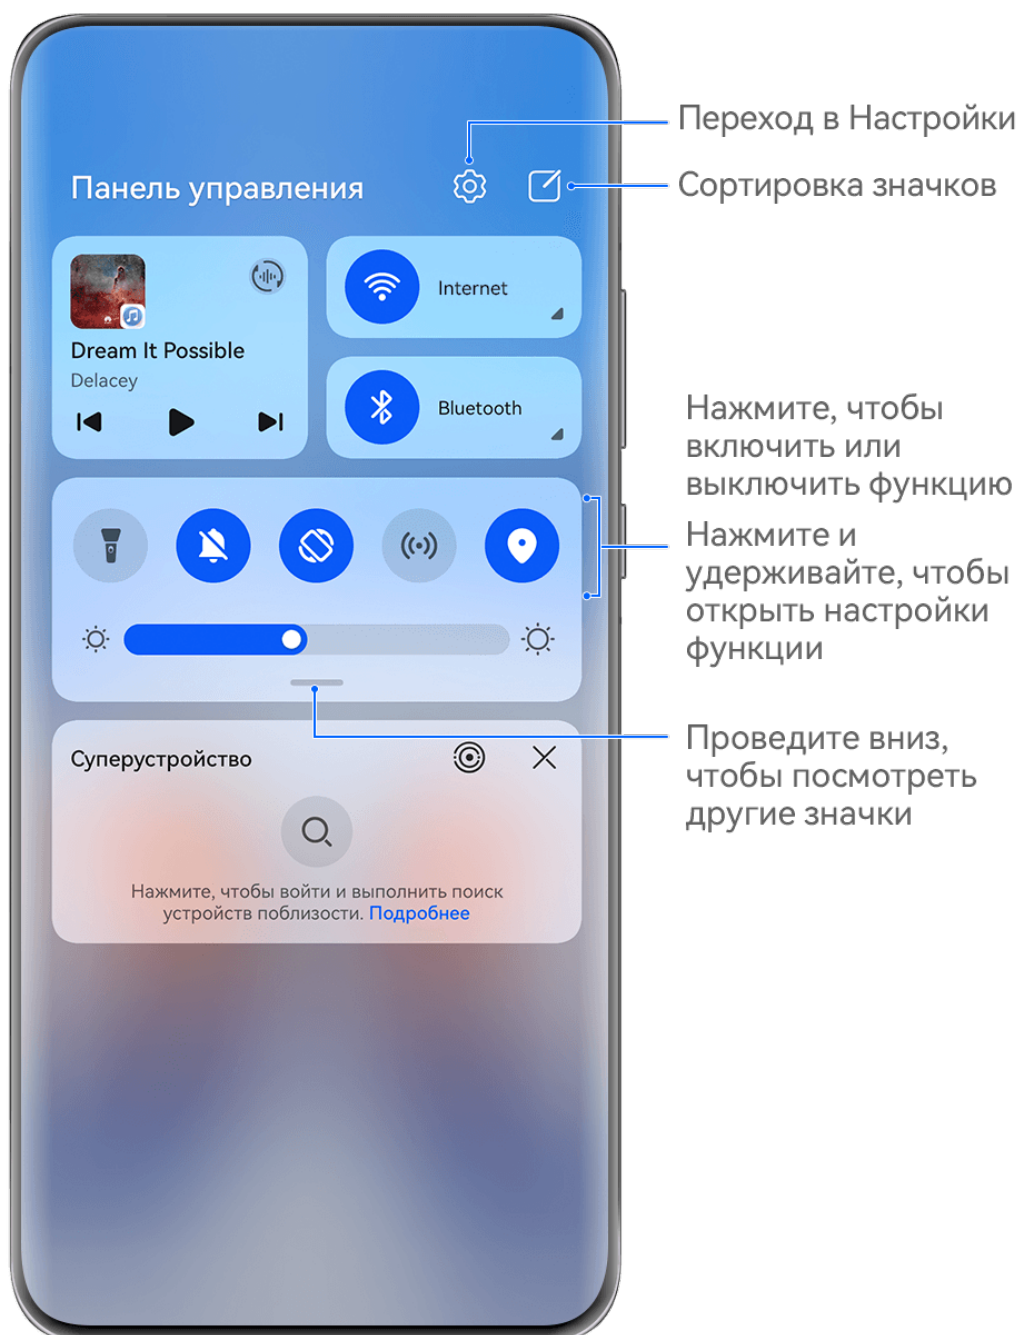 Переход в Настройки
Панель управления
Сортировка значков
Internet
Dream It Possible
Delacey
Bluetooth
Нажмите, чтобы
включить или
выключить функцию
Нажмите и
удерживайте, чтобы
открыть настройки
функции
Проведите вниз,
чтобы посмотреть
другие значки
Суперустройство
Нажмите, чтобы войти и выполнить поиск
устройств поблизости. Подробнее